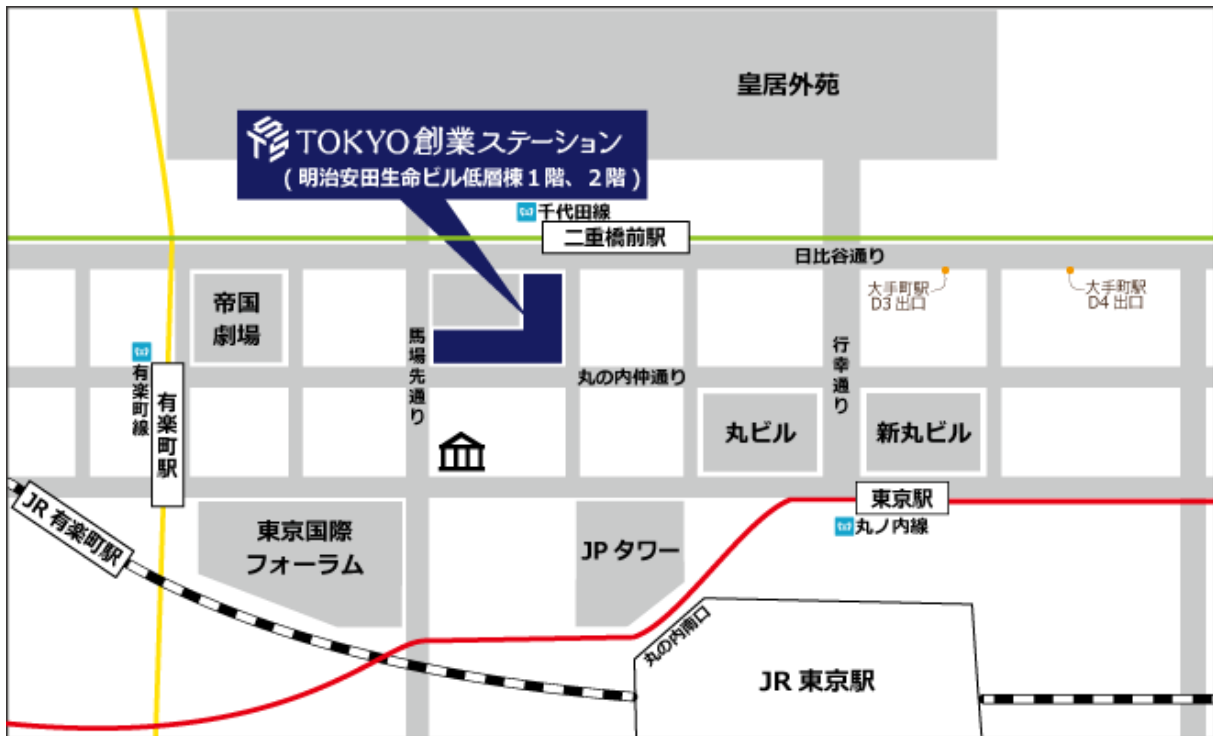 皇居外苑
TOKYO創業ステーション
( 明治安田生命ビル低層棟１階、２階 )
千代田線
二重橋前駅
日比谷通り
帝国
劇場
大手町駅
D3 出口
大手町駅
D4 出口
馬場先通り
行幸通り
有楽町線
有楽町駅
丸の内仲通り
丸ビル
新丸ビル
東京駅
丸ノ内線
JR 有楽町駅
東京国際
フォーラム
JP タワー
丸の内南口
JR 東京駅